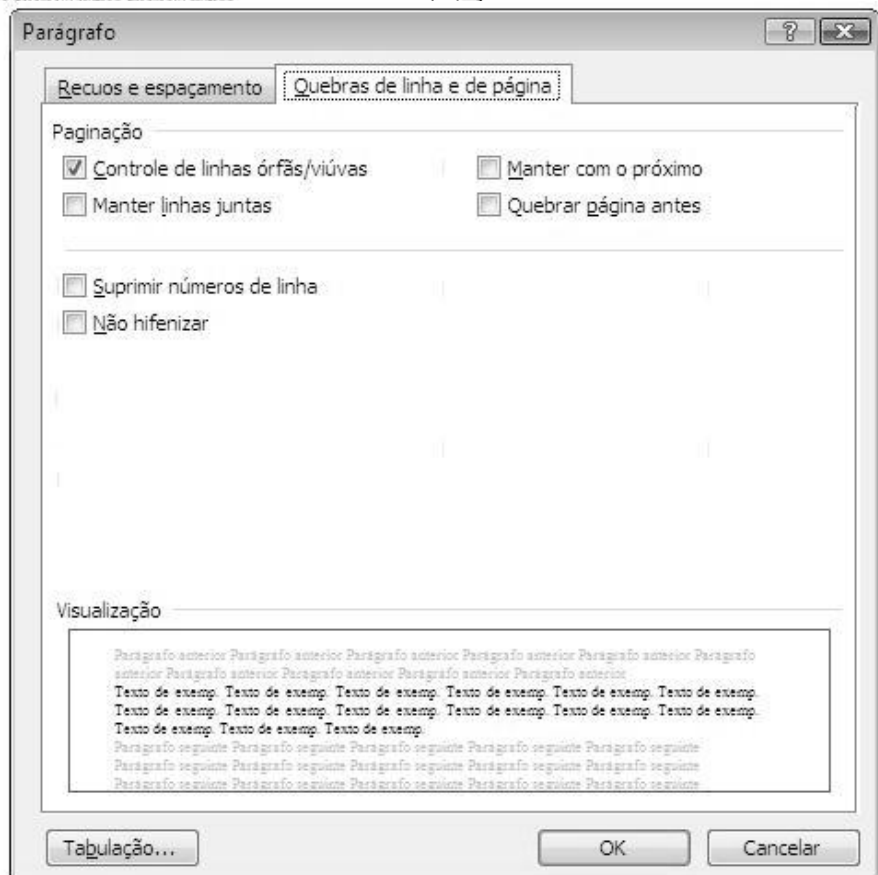 Parágrafo
Recuos e espaçamento Quebras de linha e de página
Paginação
Controle de linhas órfãs/viúvas Manter com o próximo
Manter linhas juntas Quebrar página antes
Suprimir números de linha
Não hifenizar
Visualização
Parágrafo anterior Parágrafo anterior Parágrafo anterior Parágrafo anterior Parágrafo anterior Parágrafo
anterior Parágrafo anterior Parágrafo anterior Parágrafo anterior Parágrafo anterior
Texto de exemp. Texto de exemp. Texto de exemp. Texto de exemp. Texto de exemp. Texto de exemp.
Texto de exemp. Texto de exemp. Texto de exemp. Texto de exemp. Texto de exemp. Texto de exemp.
Texto de exemp. Texto de exemp. Texto de exemp.
Parágrafo seguinte Parágrafo seguinte Parágrafo seguinte Parágrafo seguinte Parágrafo seguinte
Parágrafo seguinte Parágrafo seguinte Parágrafo seguinte Parágrafo seguinte Parágrafo seguinte
Parágrafo seguinte Parágrafo seguinte Parágrafo seguinte Parágrafo seguinte Parágrafo seguinte
Tabulação... OK Cancelar